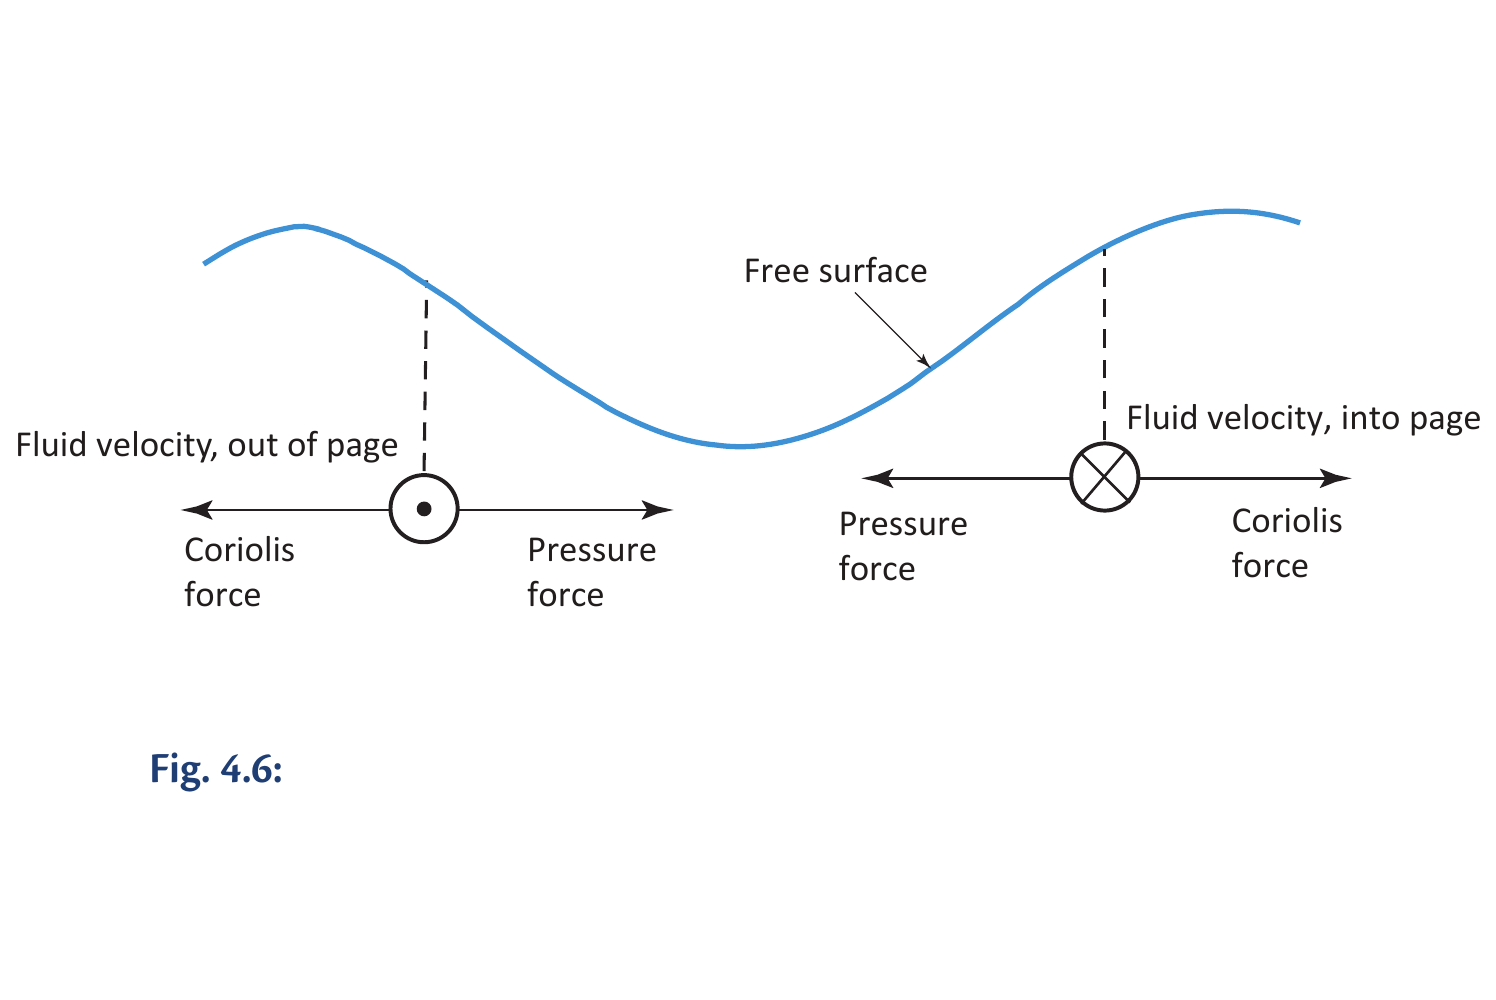 Free surface
Fluid velocity, out of page
Fluid velocity, into page
Coriolis
force
Pressure
force
Pressure
force
Coriolis
force
Fig. 4.6: